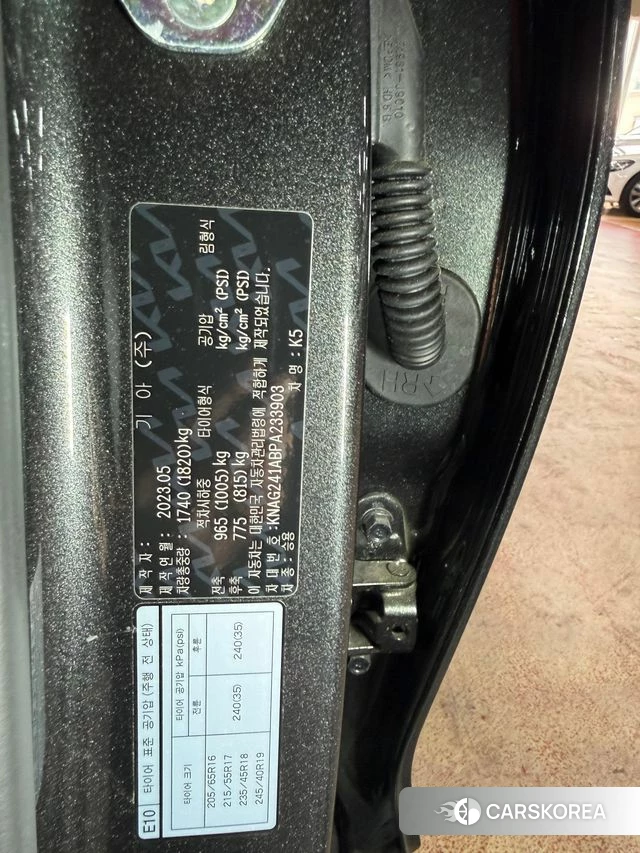 제 작 자 : 기 아 (주)
제 작 연 월 : 2023.05
차량총중량 : 1740 (1820)kg
적차시하중 타이어형식 공기압 림형식
kg/cm² (PSI)
전축 965 (1005)kg kg/cm² (PSI)
후축 775 (815)kg
이 자동차는 대한민국 자동차관리법령에 적합하게 제작되었습니다.
차 대 번 호 : KNAG241ABPA233903
차 종 : 승용 차 명 : K5
E10 타이어 표준 공기압 (주행 전 상태)
타이어 크기 타이어 공기압 kPa(psi)
전륜 후륜
205/65R16
215/55R17 240(35) 240(35)
235/45R18
245/40R19
RH
CARSKOREA